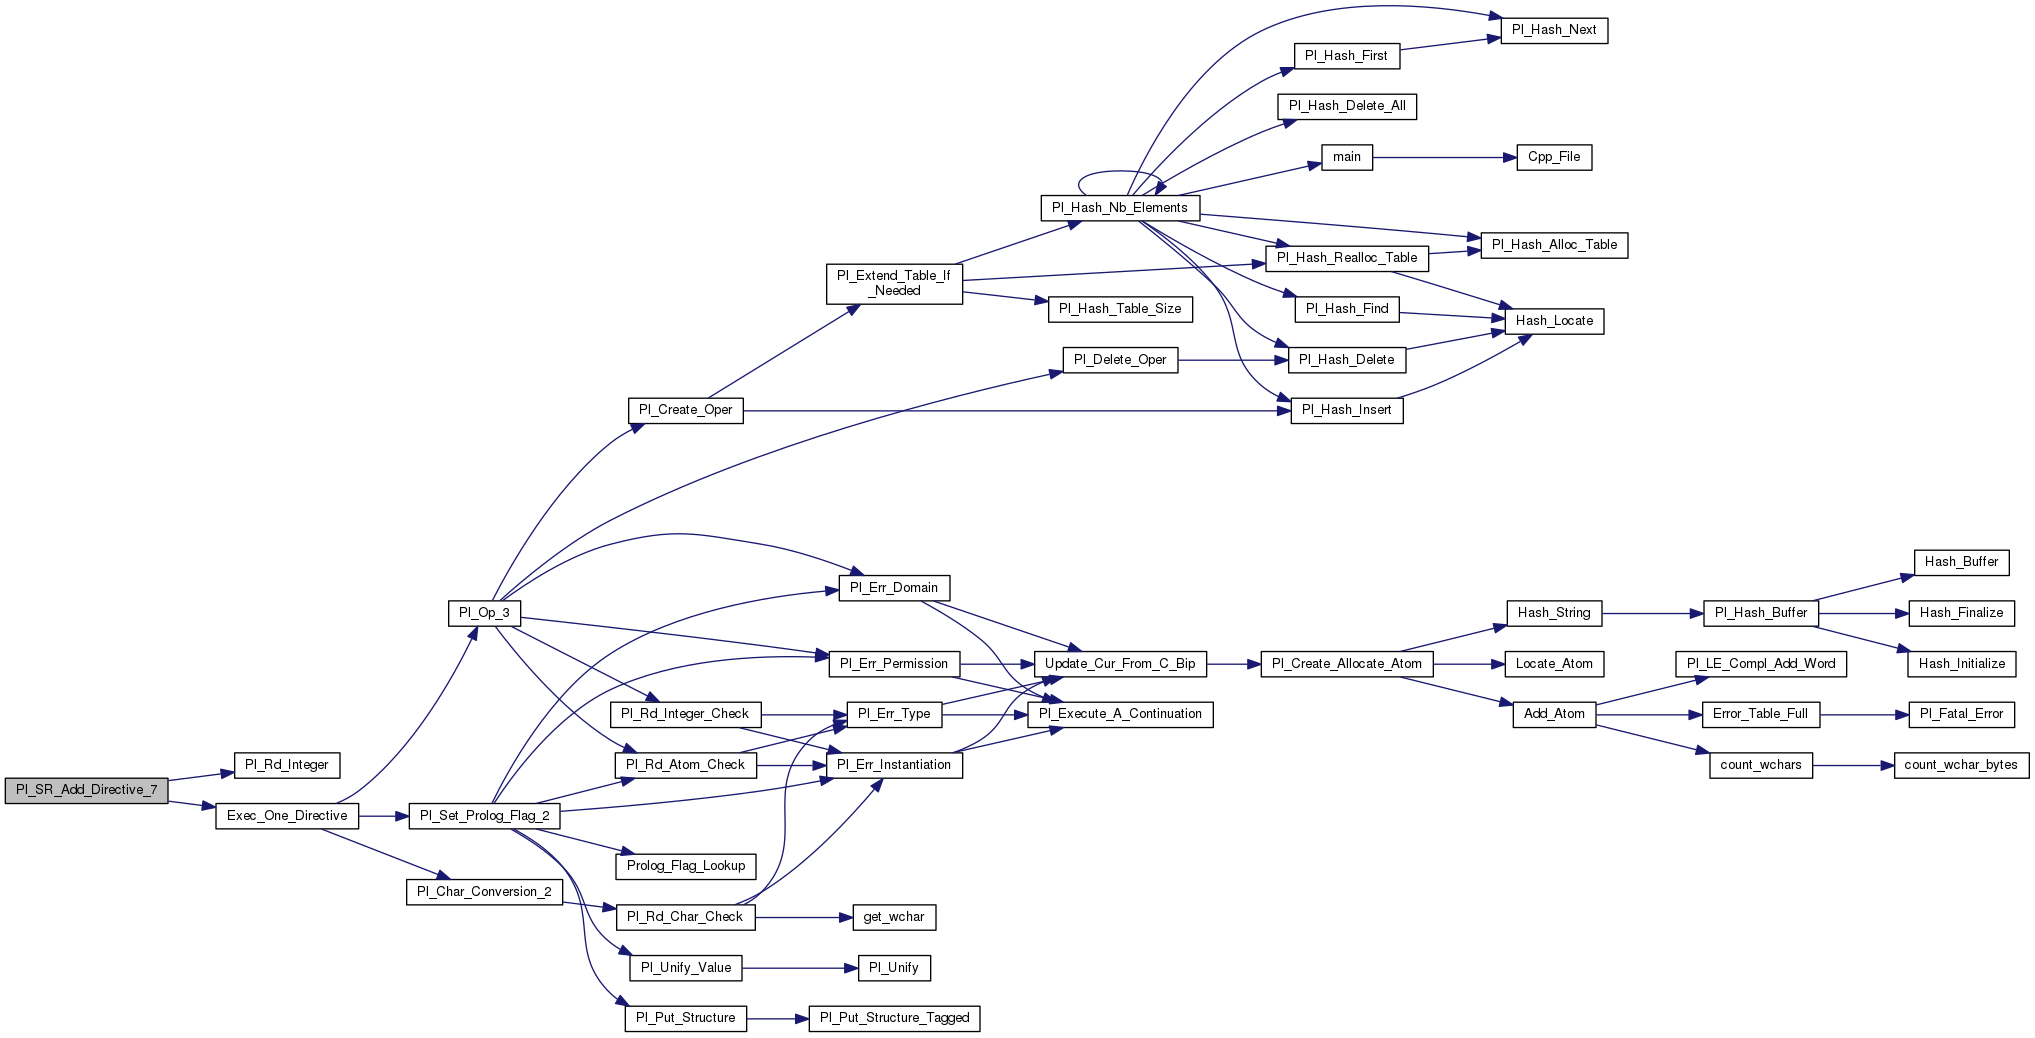 Pl_Hash_Next
Pl_Hash_First
Pl_Hash_Delete_All
main
Cpp_File
Pl_Hash_Nb_Elements
Pl_Hash_Alloc_Table
Pl_Hash_Realloc_Table
Pl_Extend_Table_If
_Needed
Pl_Hash_Table_Size
Pl_Hash_Find
Hash_Locate
Pl_Delete_Oper
Pl_Hash_Delete
Pl_Create_Oper
Pl_Hash_Insert
Hash_Buffer
Pl_Err_Domain
Pl_Op_3
Hash_String
Pl_Hash_Buffer
Hash_Finalize
Pl_Err_Permission
Update_Cur_From_C_Bip
Pl_Create_Allocate_Atom
Locate_Atom
Pl_LE_Compl_Add_Word
Hash_Initialize
Pl_Rd_Integer_Check
Pl_Err_Type
Pl_Execute_A_Continuation
Add_Atom
Error_Table_Full
Pl_Fatal_Error
Pl_Rd_Integer
Pl_Rd_Atom_Check
Pl_Err_Instantiation
count_wchars
count_wchar_bytes
Pl_SR_Add_Directive_7
Exec_One_Directive
Pl_Set_Prolog_Flag_2
Prolog_Flag_Lookup
Pl_Char_Conversion_2
Pl_Rd_Char_Check
get_wchar
Pl_Unify_Value
Pl_Unify
Pl_Put_Structure
Pl_Put_Structure_Tagged